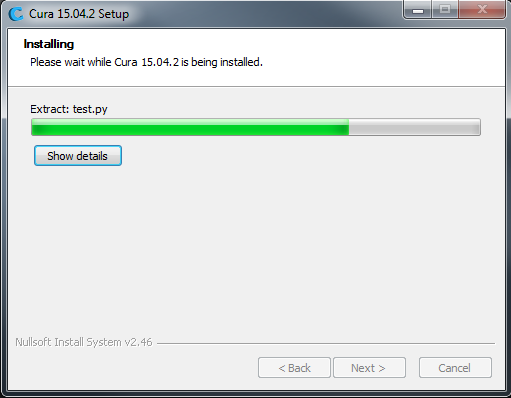 Cura 15.04.2 Setup
Installing
Please wait while Cura 15.04.2 is being installed.
Extract: test.py
Show details
Nullsoft Install System v2.46
< Back
Next >
Cancel